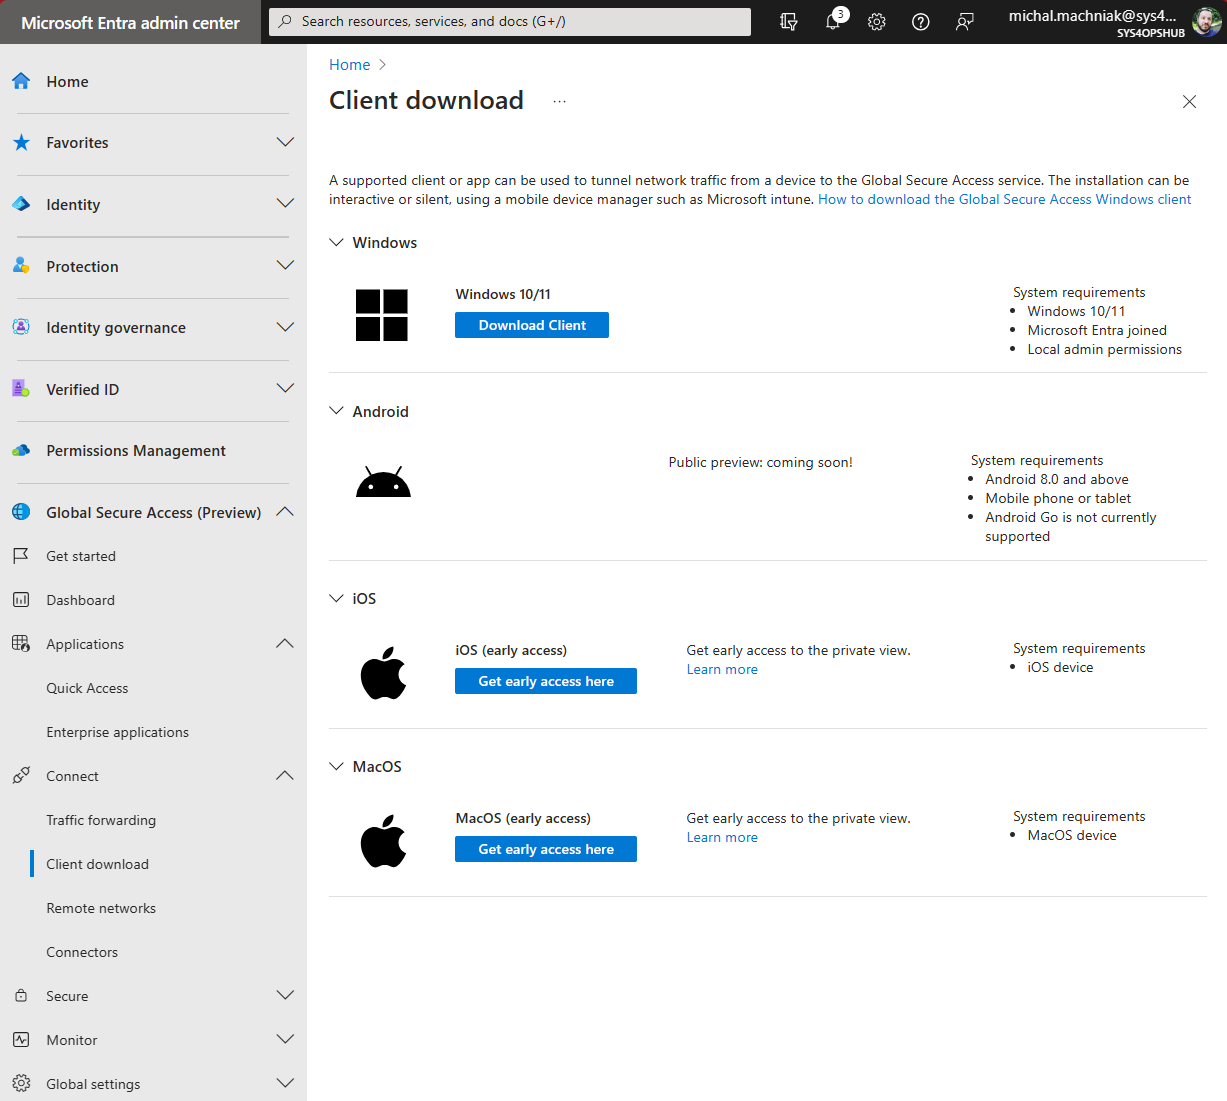 Microsoft Entra admin center
Search resources, services, and docs (G+/)
3
michal.machniak@sys4...
SYS4OPSHUB
Home
Favorites
Identity
Protection
Identity governance
Verified ID
Permissions Management
Global Secure Access (Preview)
Get started
Dashboard
Applications
Quick Access
Enterprise applications
Connect
Traffic forwarding
Client download
Remote networks
Connectors
Secure
Monitor
Global settings
Home
Client download
...
A supported client or app can be used to tunnel network traffic from a device to the Global Secure Access service. The installation can be
interactive or silent, using a mobile device manager such as Microsoft intune. How to download the Global Secure Access Windows client
Windows
Windows 10/11
Download Client
System requirements
• Windows 10/11
• Microsoft Entra joined
• Local admin permissions
Android
Public preview: coming soon!
System requirements
• Android 8.0 and above
• Mobile phone or tablet
• Android Go is not currently
supported
iOS
iOS (early access)
Get early access here
Get early access to the private view.
Learn more
System requirements
• iOS device
MacOS
MacOS (early access)
Get early access here
Get early access to the private view.
Learn more
System requirements
• MacOS device